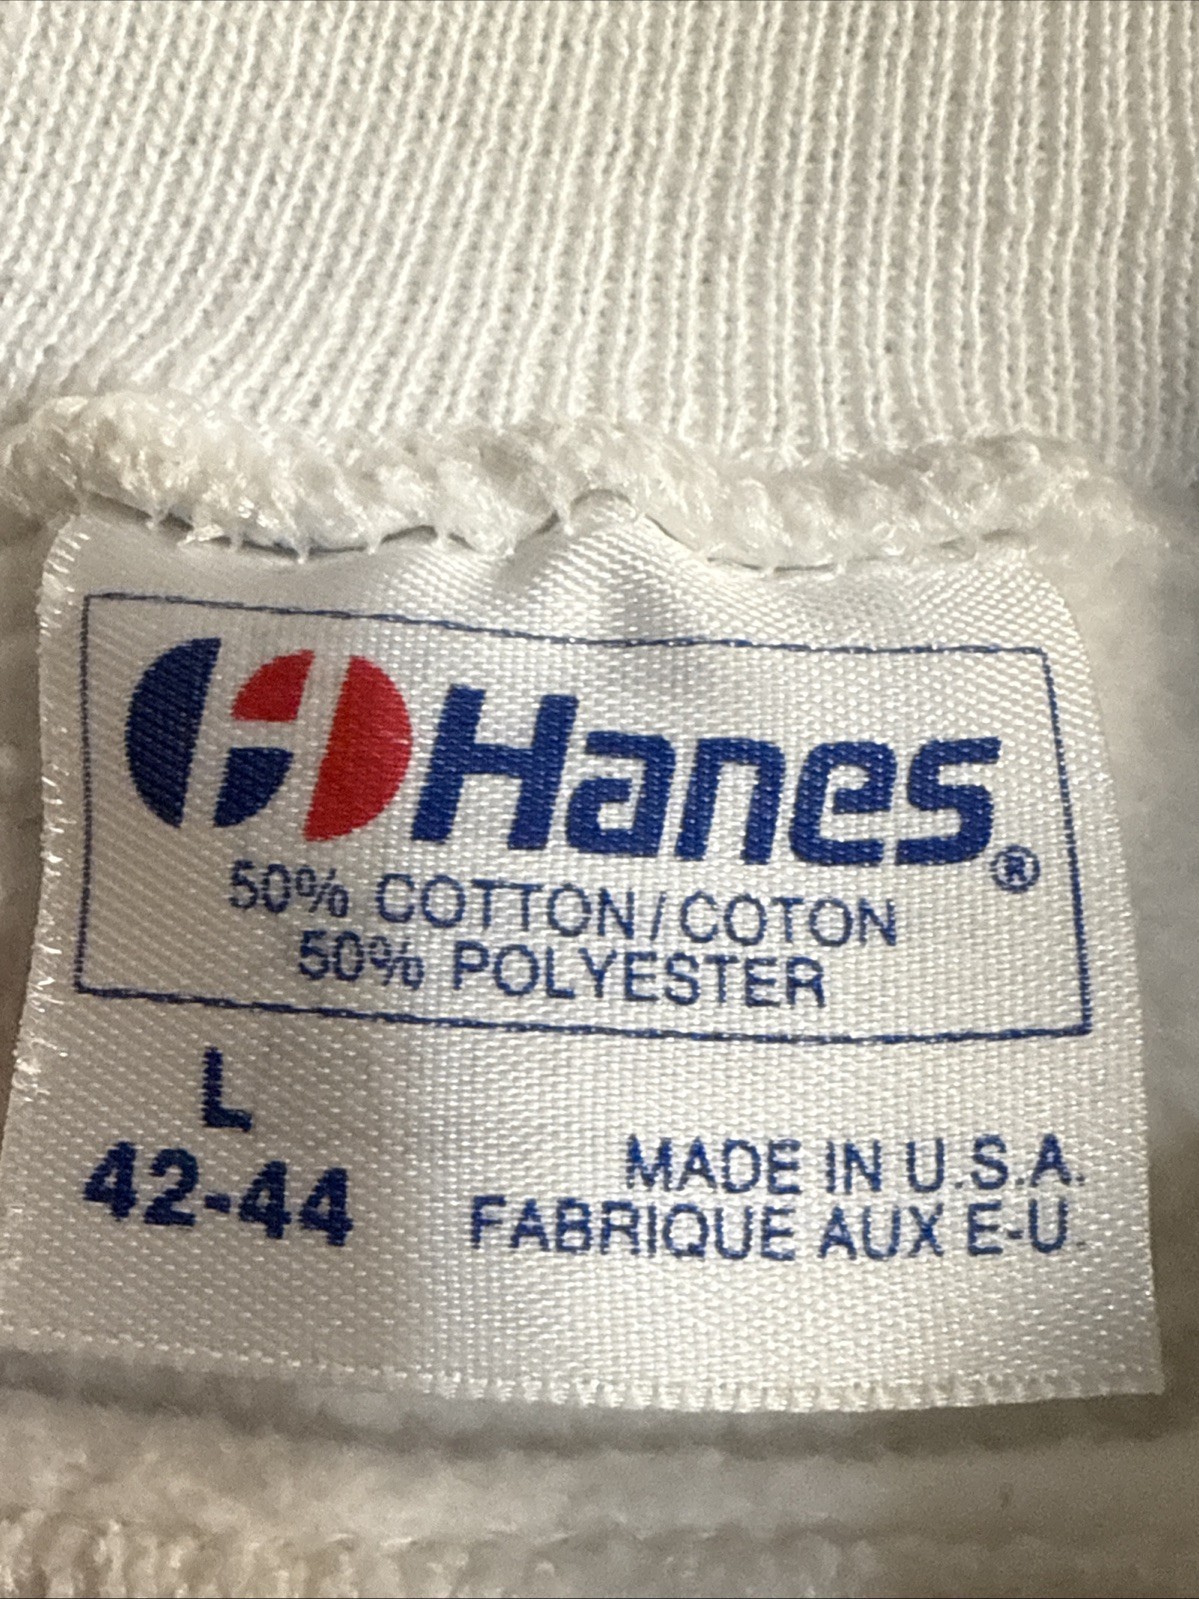 Hanes®
50% COTTON/COTON
50% POLYESTER
L
42-44
MADE IN U.S.A.
FABRIQUE AUX E-U.